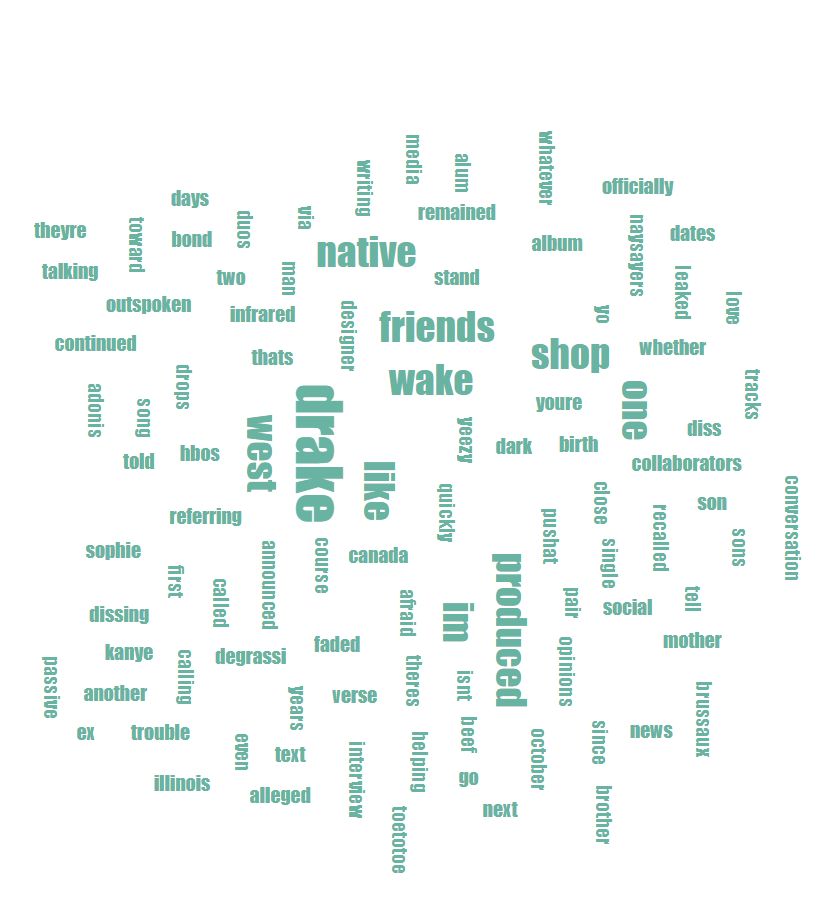 whatever
media
alum
writing
officially
days
remained
via
duos
naysayers
toward
theyre
dates
bond
album
native
talking
two
man
stand
leaked
love
outspoken
infrared
designer
friends
yo
continued
thats
shop
whether
wake
drops
adonis
song
drake
west
youre
one
tracks
diss
yeezy
dark
birth
told
hbos
like
collaborators
quickly
close
son
conversation
referring
pushat
recalled
sons
sophie
announced
course
canada
single
first
called
produced
afraid
im
pair
social
tell
dissing
kanye
calling
degrassi
faded
opinions
mother
passive
another
years
verse
theres
isnt
brussaux
ex
trouble
even
text
interview
helping
beef
october
since
news
illinois
alleged
go
next
brother
toetotoe